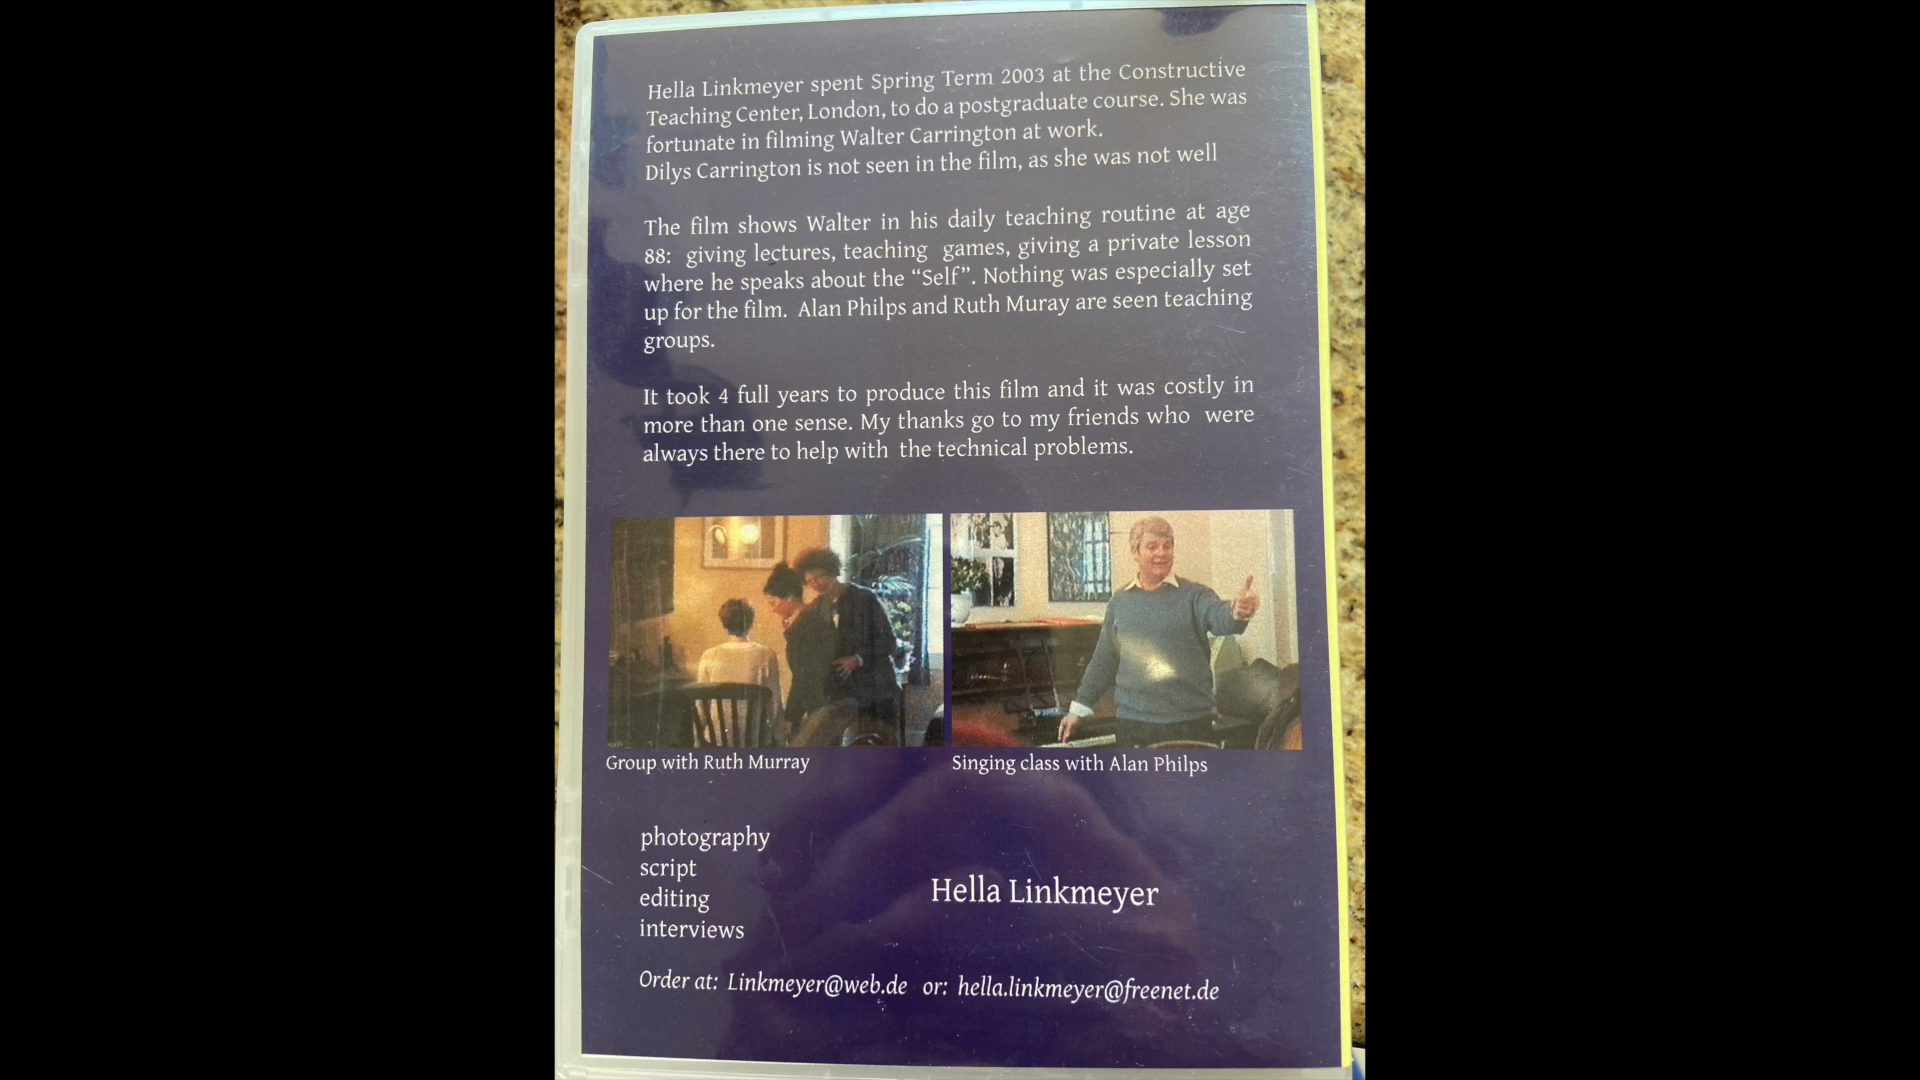 Hella Linkmeyer spent Spring Term 2003 at the Constructive
Teaching Center, London, to do a postgraduate course. She was
fortunate in filming Walter Carrington at work.
Dilys Carrington is not seen in the film, as she was not well
The film shows Walter in his daily teaching routine at age
88: giving lectures, teaching games, giving a private lesson
where he speaks about the “Self”. Nothing was especially set
up for the film. Alan Philps and Ruth Muray are seen teaching
groups.
It took 4 full years to produce this film and it was costly in
more than one sense. My thanks go to my friends who were
always there to help with the technical problems.
Group with Ruth Murray
Singing class with Alan Philps
photography
script
editing
interviews
Hella Linkmeyer
Order at: Linkmeyer@web.de or: hella.linkmeyer@freenet.de